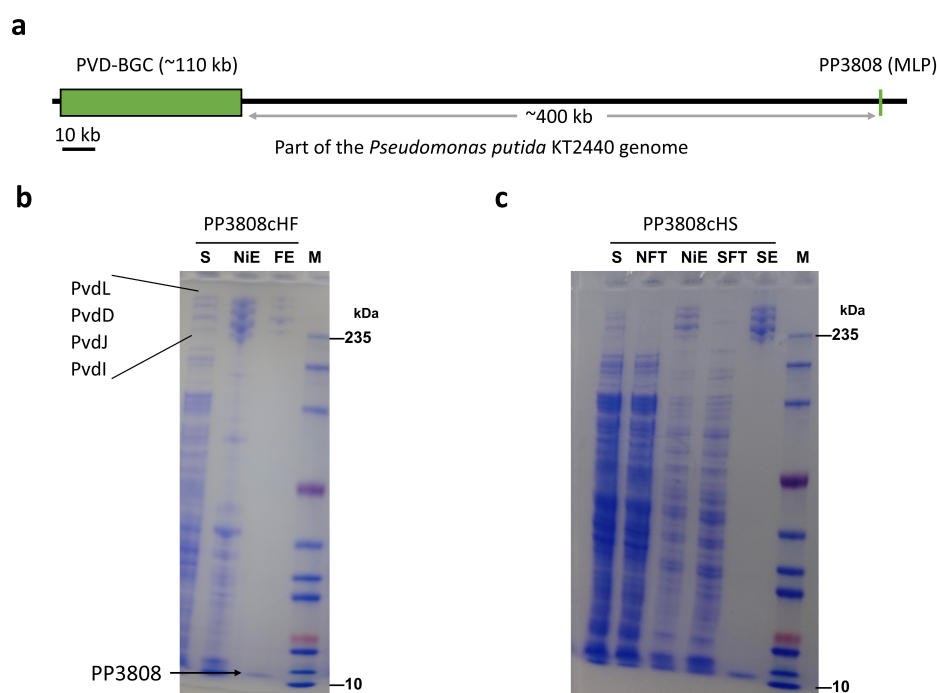 a
PVD-BGC (~110 kb)
PP3808 (MLP)
~400 kb
10 kb
Part of the Pseudomonas putida KT2440 genome
b
PP3808cHF
S NiE FE M
PvdL
PvdD
PvdJ
PvdI
kDa
235
PP3808
10
c
PP3808cHS
S NFT NiE SFT SE M
kDa
235
10